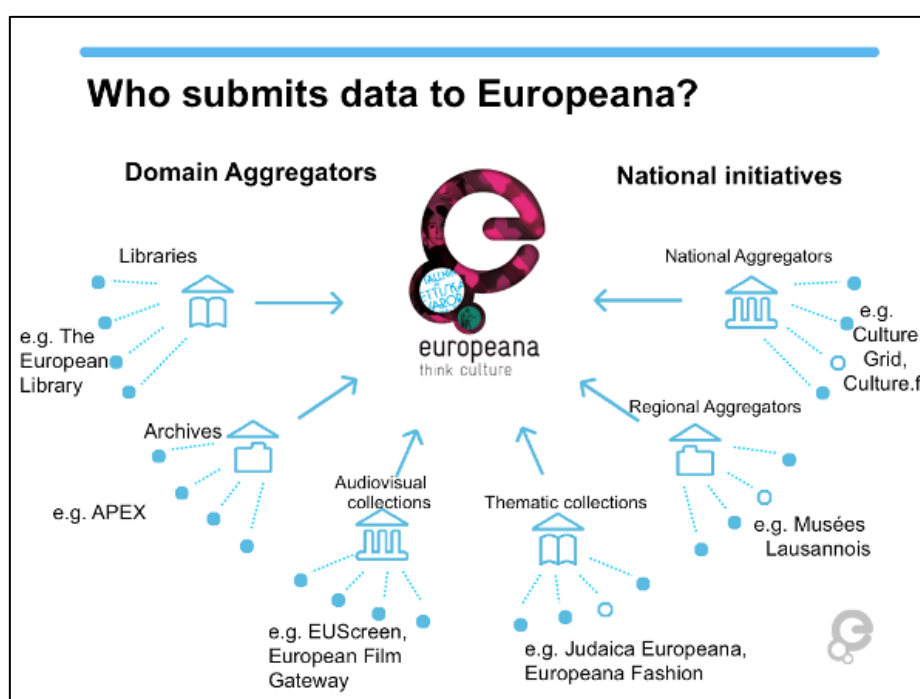 Who submits data to Europeana?
Domain Aggregators
National initiatives
Libraries
e.g. The
European
Library
Archives
e.g. APEX
Audiovisual
collections
e.g. EUScreen,
European Film
Gateway
europeana
think culture
Thematic collections
e.g. Judaica Europeana,
Europeana Fashion
National Aggregators
e.g.
Culture
Grid,
Culture.f
Regional Aggregators
e.g. Musées
Lausannois